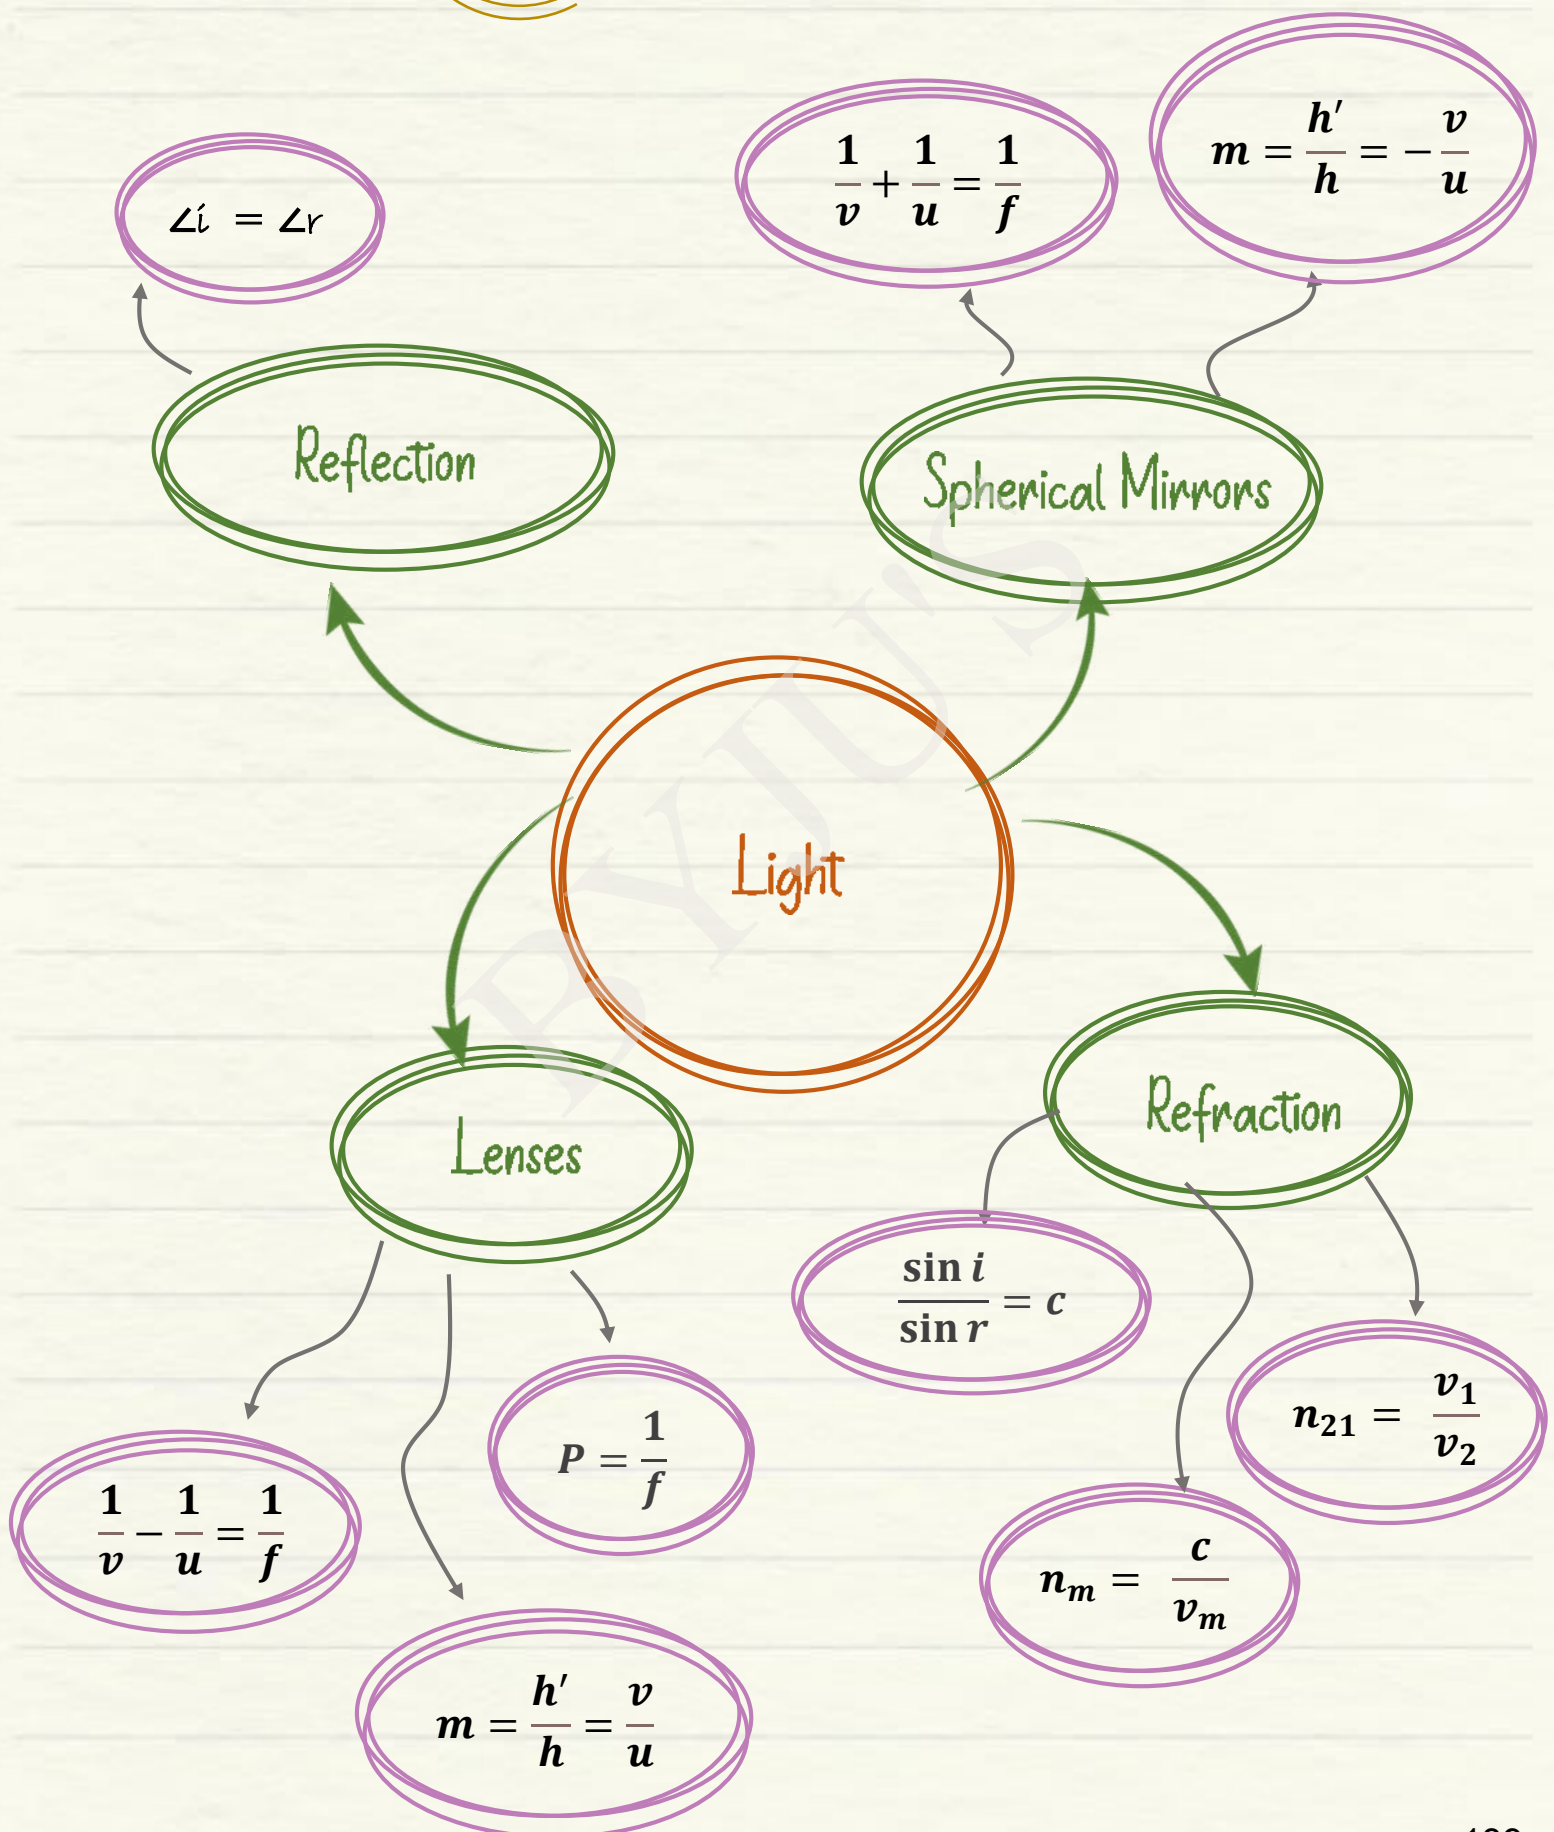 ∠i = ∠r
1/v + 1/u = 1/f
m = h′/h = − v/u
Reflection
Spherical Mirrors
Light
BYJU'S
Lenses
Refraction
sin i / sin r = c
n₂₁ = v₁/v₂
P = 1/f
1/v − 1/u = 1/f
nₘ = c/vₘ
m = h′/h = v/u